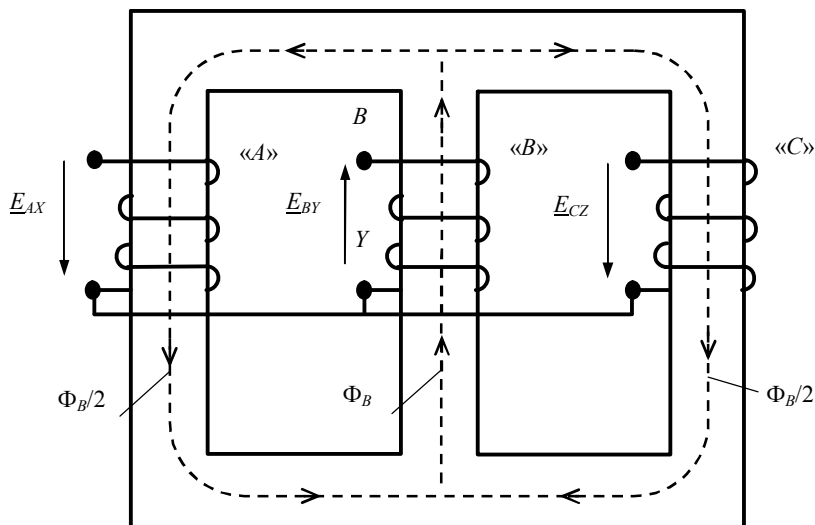 B
«A»
«B»
«C»
E_AX
E_BY
E_CZ
Y
Φ_B/2
Φ_B
Φ_B/2